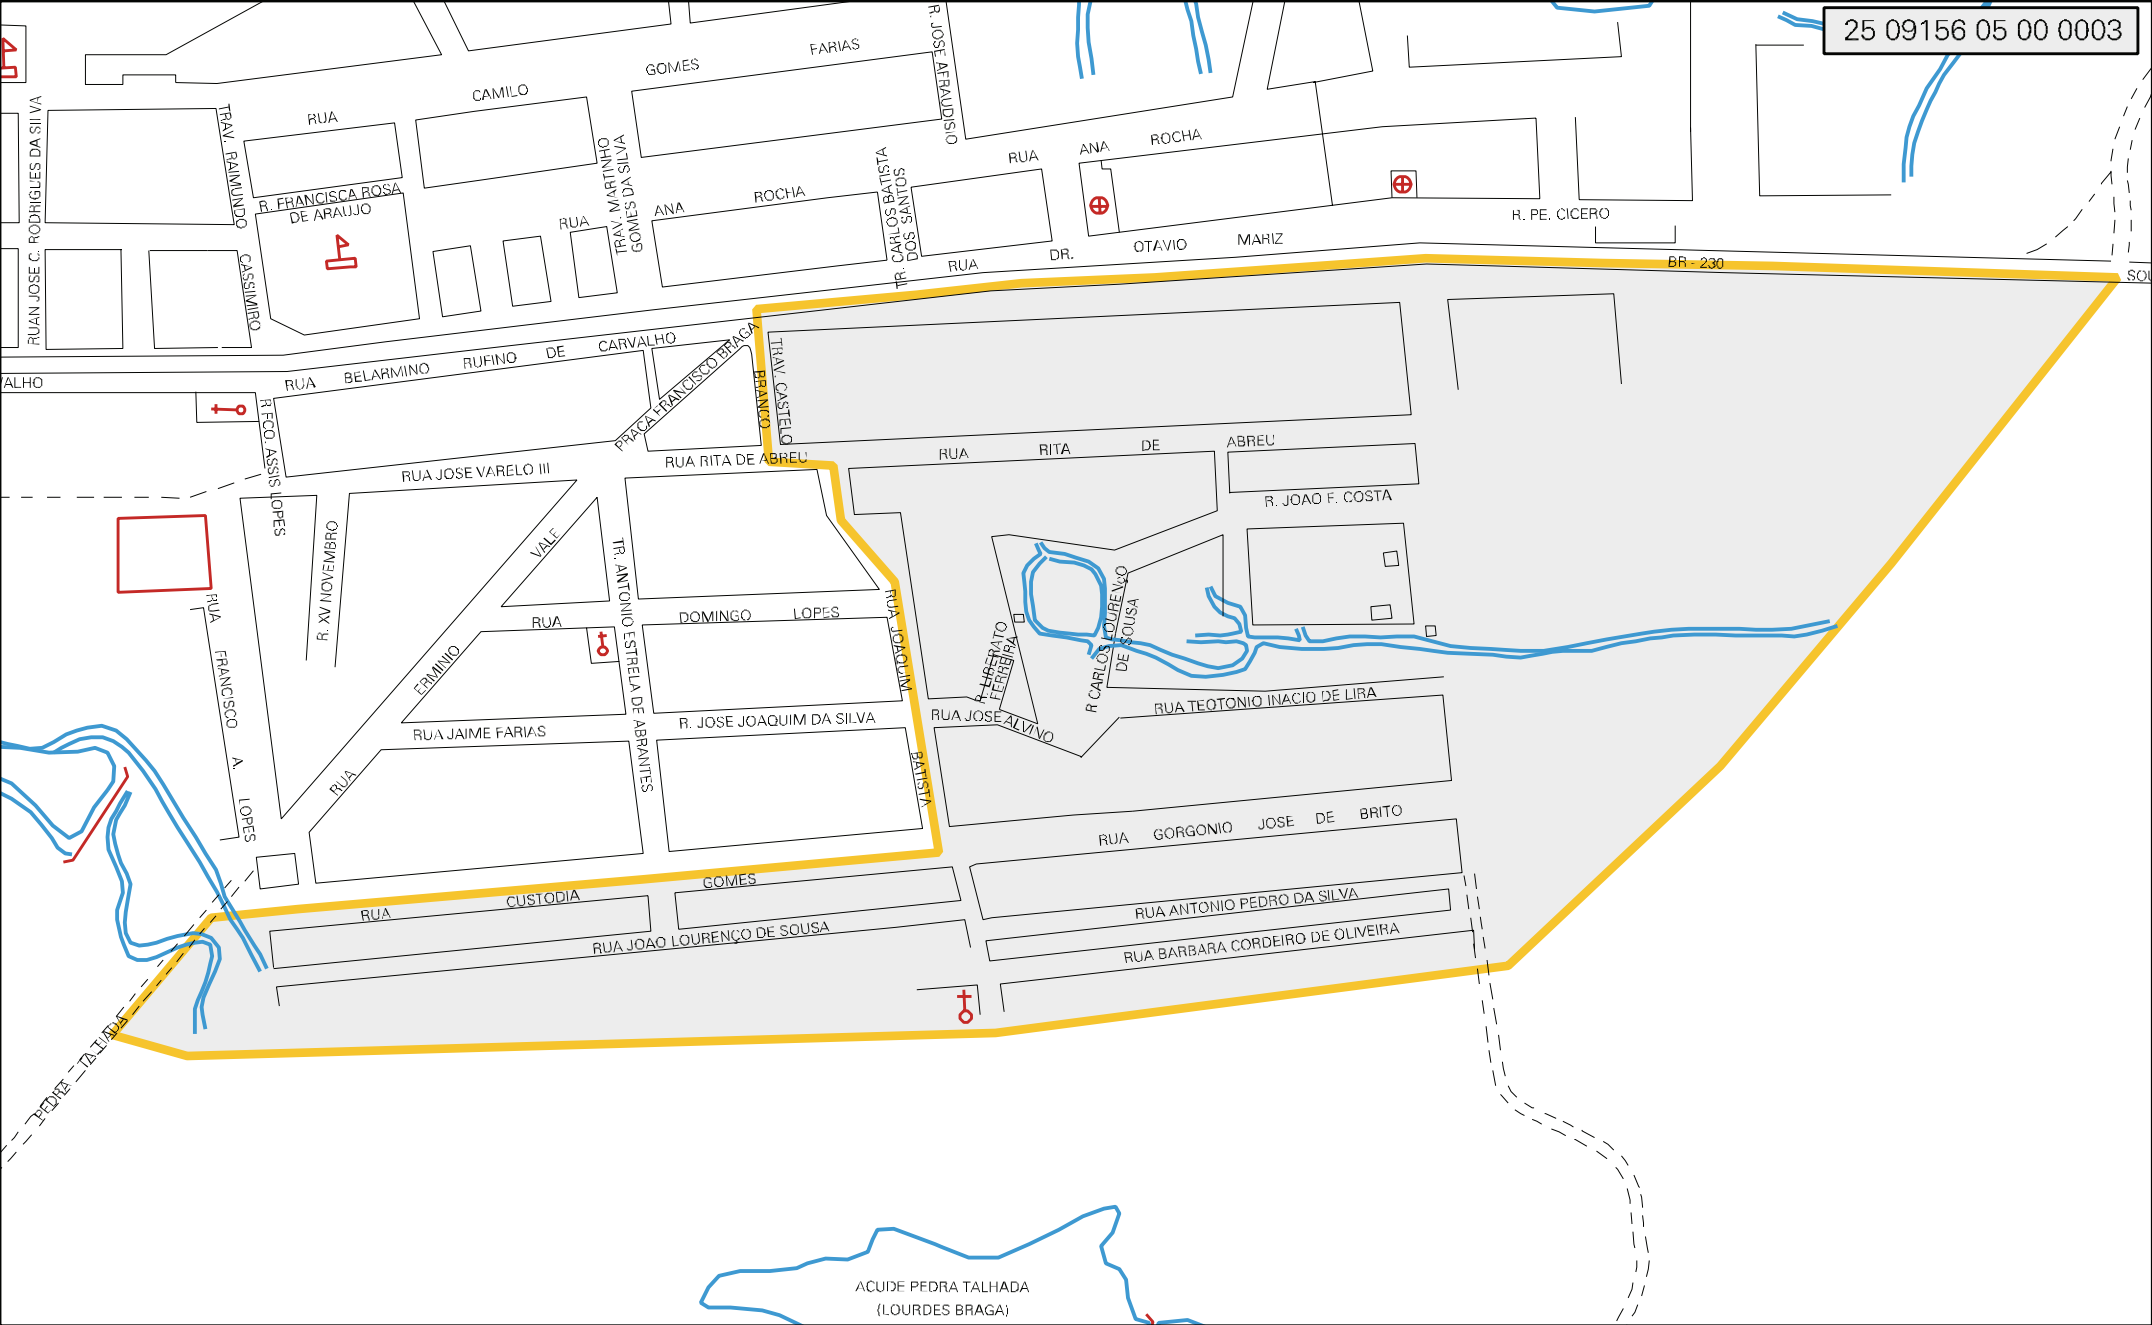 25 09156 05 00 0003
R. JOSE AFRAUDISIO
FARIAS
GOMES
CAMILO
RUA
RUAN JOSE C. RODRIGUES DA SILVA
TRAV. RAIMUNDO
CASSIMIRO
R. FRANCISCA ROSA
DE ARAUJO
TRAV. MARTINHO
GOMES DA SILVA
RUA
ANA
ROCHA
TR. CARLOS BATISTA
DOS SANTOS
RUA
ANA
ROCHA
R. PE. CICERO
RUA
DR.
OTAVIO
MARIZ
BR - 230
SOU
VALHO
RUA
BELARMINO
RUFINO
DE
CARVALHO
PRACA FRANCISCO BRAGA
TRAV. CASTELO
BRANCO
R FCO. ASSIS LOPES
RUA JOSE VARELO III
RUA RITA DE ABREU
RUA
RITA
DE
ABREU
R. JOAO F. COSTA
R. XV NOVEMBRO
VALE
ERMINIO
RUA
TR. ANTONIO ESTRELA DE ABRANTES
RUA
DOMINGO
LOPES
RUA JOAQUIM
BATISTA
RUA
FRANCISCO
A.
LOPES
R. LIBERATO
FERREIRA
R CARLOS LOURENÇO
DE SOUSA
RUA JAIME FARIAS
R. JOSE JOAQUIM DA SILVA
RUA JOSE
ALVINO
RUA TEOTONIO INACIO DE LIRA
RUA
GORGONIO
JOSE
DE
BRITO
RUA
CUSTODIA
GOMES
RUA JOAO LOURENÇO DE SOUSA
RUA ANTONIO PEDRO DA SILVA
RUA BARBARA CORDEIRO DE OLIVEIRA
PEDRA
TALHADA
ACUDE PEDRA TALHADA
(LOURDES BRAGA)